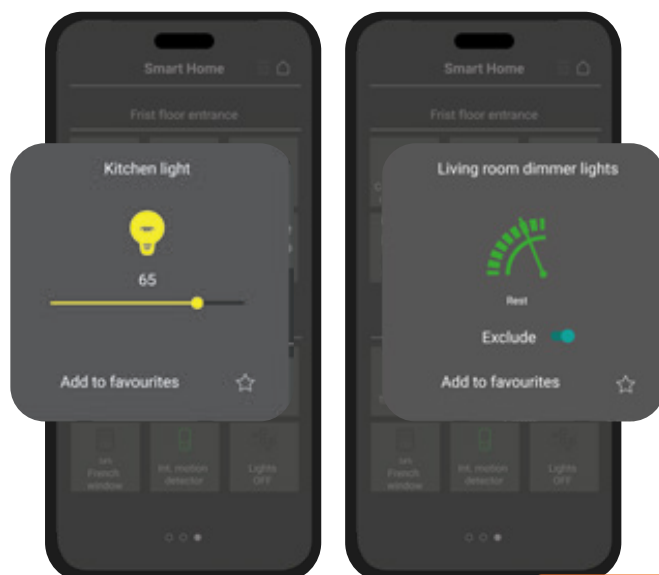 Smart Home
Frist floor entrance
Kitchen light
65
Add to favourites
French
window
Int. motion
detector
Lights
OFF
Smart Home
Frist floor entrance
Living room dimmer lights
Rest
Exclude
Add to favourites
French
window
Int. motion
detector
Lights
OFF